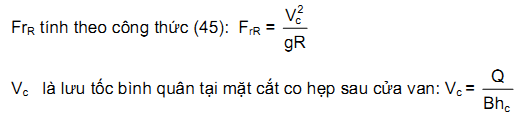 Fr_R tính theo công thức (45): F_rR = V_c^2 / gR
V_c là lưu tốc bình quân tại mặt cắt co hẹp sau cửa van: V_c = Q / Bh_c